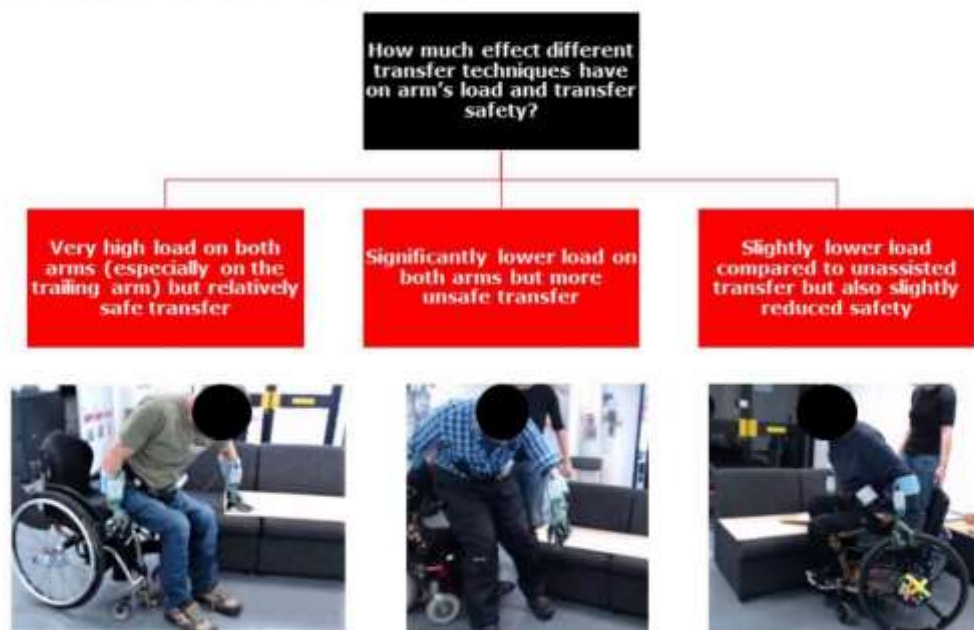 How much effect different
transfer techniques have
on arm's load and transfer
safety?
Very high load on both
arms (especially on the
trailing arm) but relatively
safe transfer
Significantly lower load on
both arms but more
unsafe transfer
Slightly lower load
compared to unassisted
transfer but also slightly
reduced safety